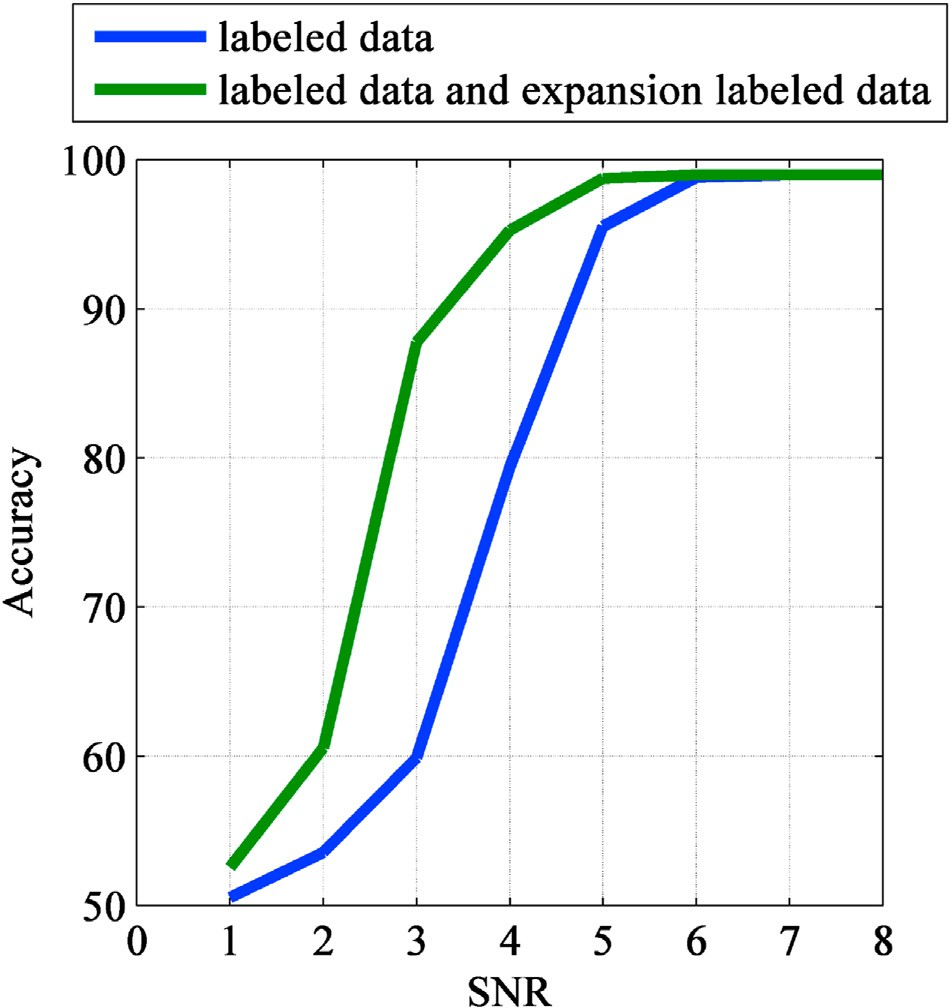 labeled data
labeled data and expansion labeled data
100
90
80
70
60
50
Accuracy
0 1 2 3 4 5 6 7 8
SNR